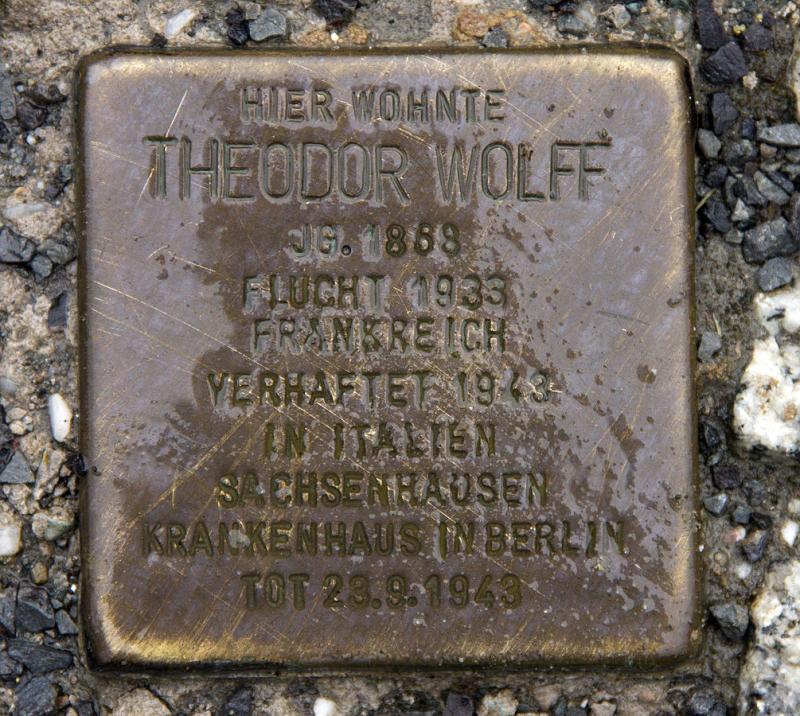 HIER WOHNTE
THEODOR WOLFF
JG. 1868
FLUCHT 1933
FRANKREICH
VERHAFTET 1943
IN ITALIEN
SACHSENHAUSEN
KRANKENHAUS IN BERLIN
TOT 23.9.1943